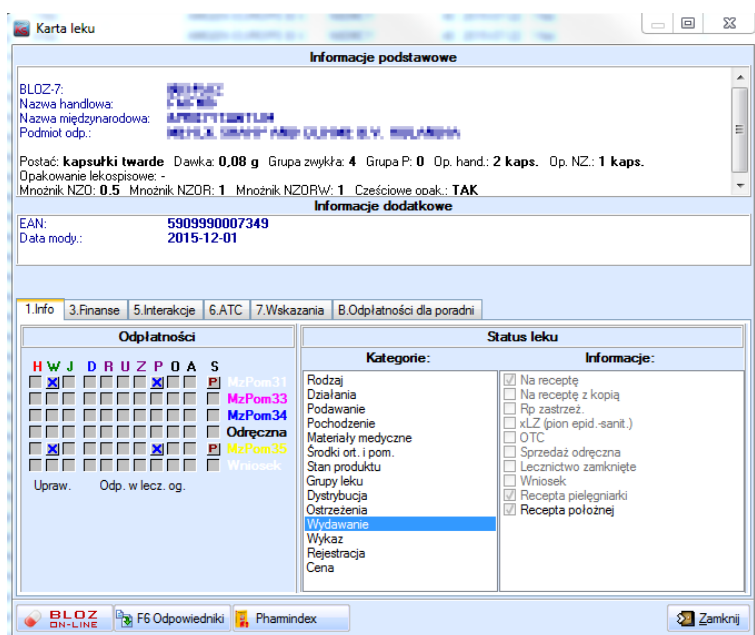 Karta leku
Informacje podstawowe
BLOZ-7:
Nazwa handlowa:
Nazwa międzynarodowa:
Podmiot odp.:
Postać: kapsułki twarde Dawka: 0,08 g Grupa zwykła: 4 Grupa P: 0 Op. hand.: 2 kaps. Op. NZ.: 1 kaps.
Opakowanie lekospisowe: -
Mnożnik NZO: 0.5 Mnożnik NZOR: 1 Mnożnik NZORW: 1 Cześciowe opak.: TAK
Informacje dodatkowe
EAN: 5909990007349
Data mody.: 2015-12-01
1.Info 3.Finanse 5.Interakcje 6.ATC 7.Wskazania B.Odpłatności dla poradni
Odpłatności
H W J D R U Z P O A S
X X P MzPom31
MzPom33
MzPom34
Odręczna
X X P MzPom35
Wniosek
Upraw. Odp. w lecz. og.
Status leku
Kategorie:
Rodzaj
Działania
Podawanie
Pochodzenie
Materiały medyczne
Środki ort. i pom.
Stan produktu
Grupy leku
Dystrybucja
Ostrzeżenia
Wydawanie
Wykaz
Rejestracja
Cena
Informacje:
Na receptę
Na receptę z kopią
Rp zastrzeż.
xLZ (pion epid.-sanit.)
OTC
Sprzedaż odręczna
Lecznictwo zamknięte
Wniosek
Recepta pielęgniarki
Recepta położnej
BLOZ ON-LINE F6 Odpowiedniki Pharmindex Zamknij